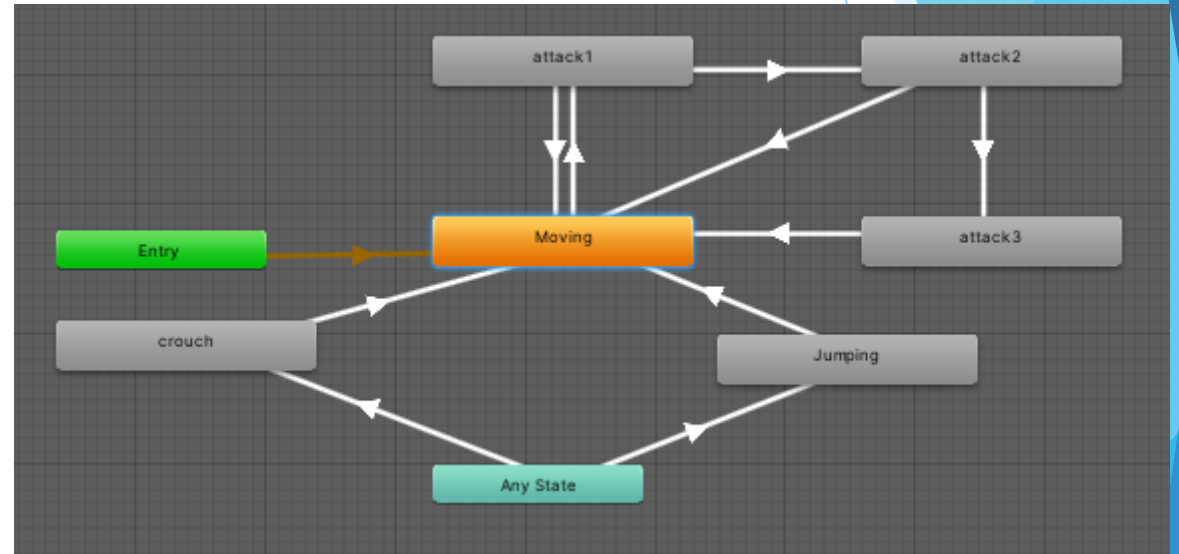 attack1
attack2
Entry
Moving
attack3
crouch
Jumping
Any State